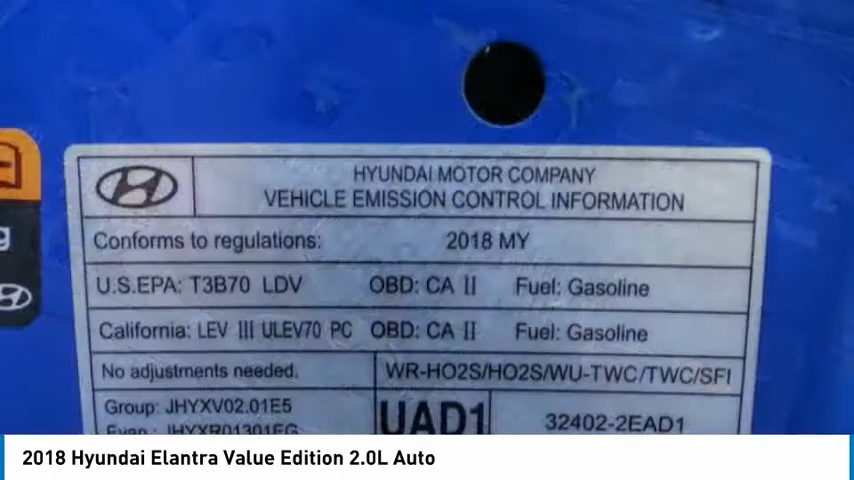 HYUNDAI MOTOR COMPANY
VEHICLE EMISSION CONTROL INFORMATION
Conforms to regulations: 2018 MY
U.S.EPA: T3B70 LDV OBD: CA II Fuel: Gasoline
California: LEV III ULEV70 PC OBD: CA II Fuel: Gasoline
No adjustments needed. WR-HO2S/HO2S/WU-TWC/TWC/SFI
Group: JHYXV02.01E5
UAD1 32402-2EAD1
g
2018 Hyundai Elantra Value Edition 2.0L Auto